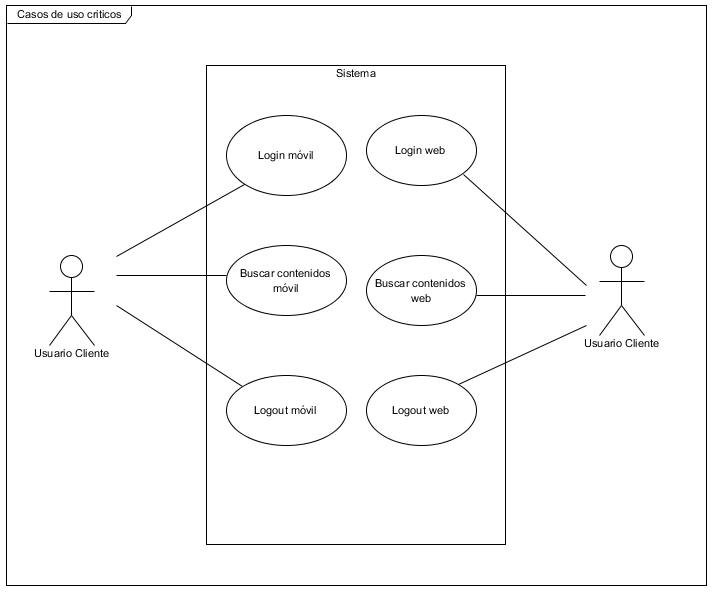 Casos de uso criticos
Sistema
Login móvil
Login web
Buscar contenidos
móvil
Buscar contenidos
web
Usuario Cliente
Usuario Cliente
Logout móvil
Logout web